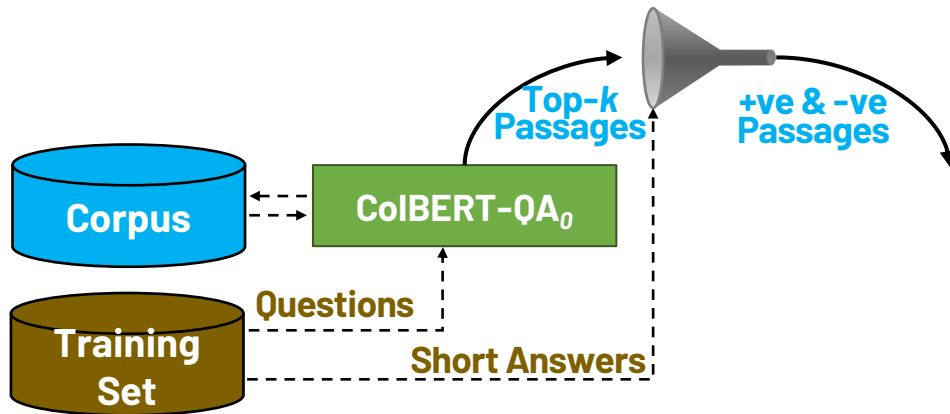 Top-k
Passages
+ve & -ve
Passages
Corpus
ColBERT-QA0
Questions
Training
Set
Short Answers